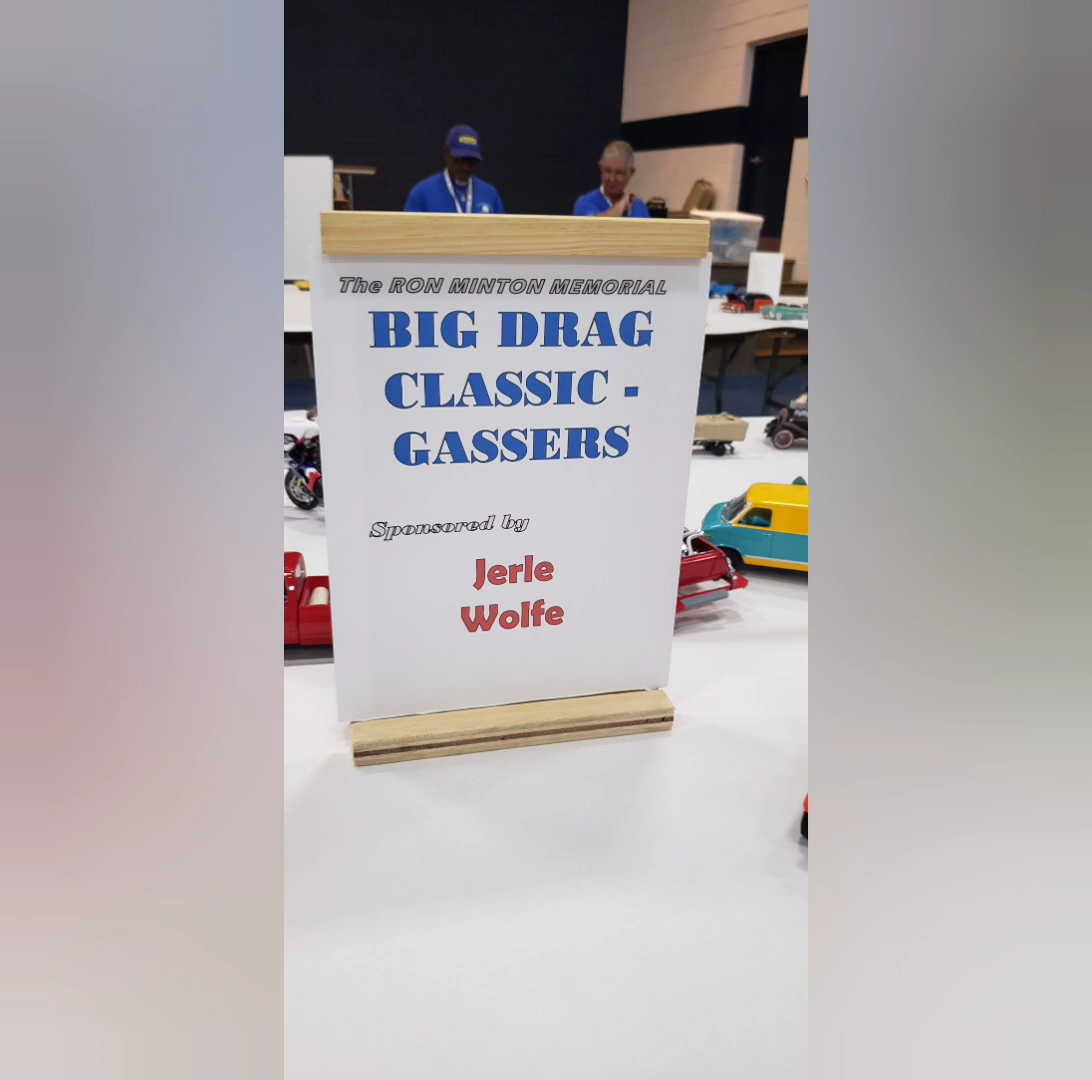 The RON MINTON MEMORIAL
BIG DRAG
CLASSIC -
GASSERS
Sponsored by
Jerle
Wolfe